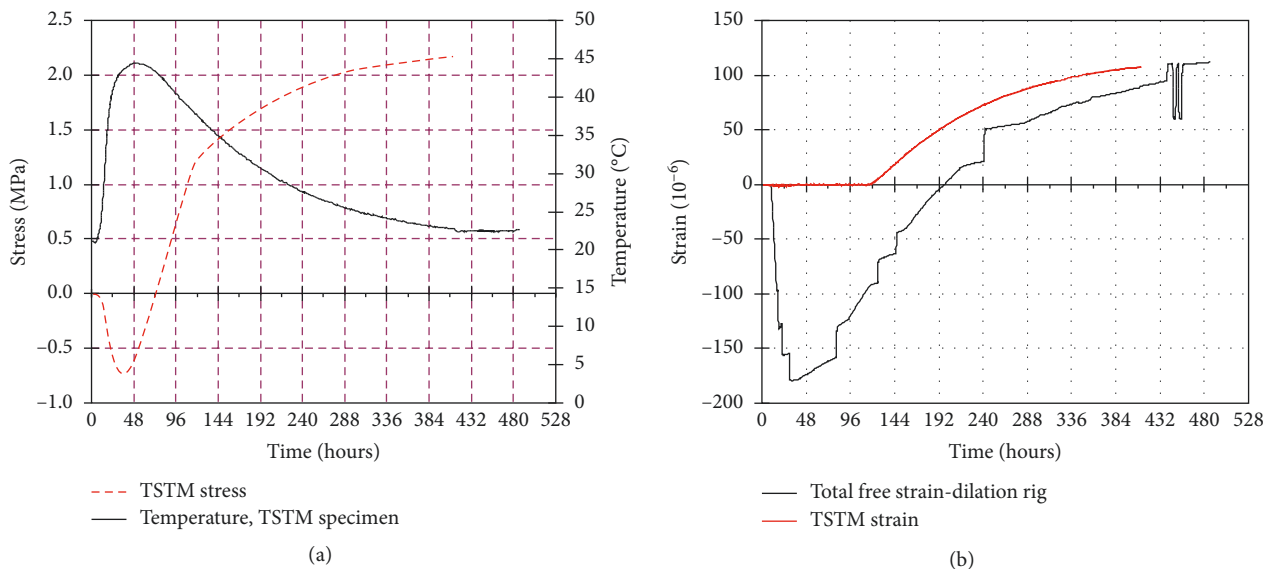 2.5
2.0
1.5
1.0
0.5
0.0
−0.5
−1.0
Stress (MPa)
50
45
40
35
30
25
20
15
10
5
0
Temperature (°C)
0 48 96 144 192 240 288 336 384 432 480 528
Time (hours)
TSTM stress
Temperature, TSTM specimen
(a)
150
100
50
0
−50
−100
−150
−200
Strain (10⁻⁶)
0 48 96 144 192 240 288 336 384 432 480 528
Time (hours)
Total free strain-dilation rig
TSTM strain
(b)